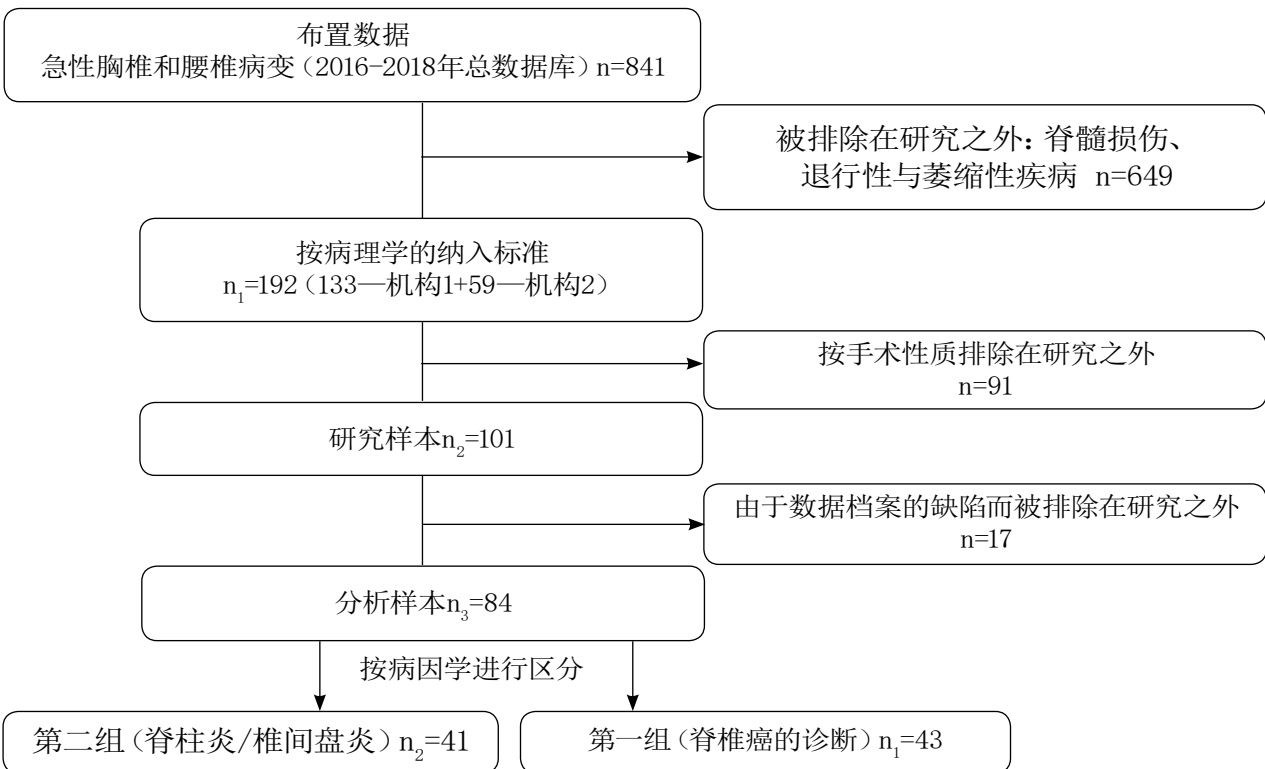 布置数据
急性胸椎和腰椎病变（2016-2018年总数据库）n=841
被排除在研究之外：脊髓损伤、
退行性与萎缩性疾病 n=649
按病理学的纳入标准
n₁=192（133—机构1+59—机构2）
按手术性质排除在研究之外
n=91
研究样本n₂=101
由于数据档案的缺陷而被排除在研究之外
n=17
分析样本n₃=84
按病因学进行区分
第二组（脊柱炎/椎间盘炎）n₂=41
第一组（脊椎癌的诊断）n₁=43